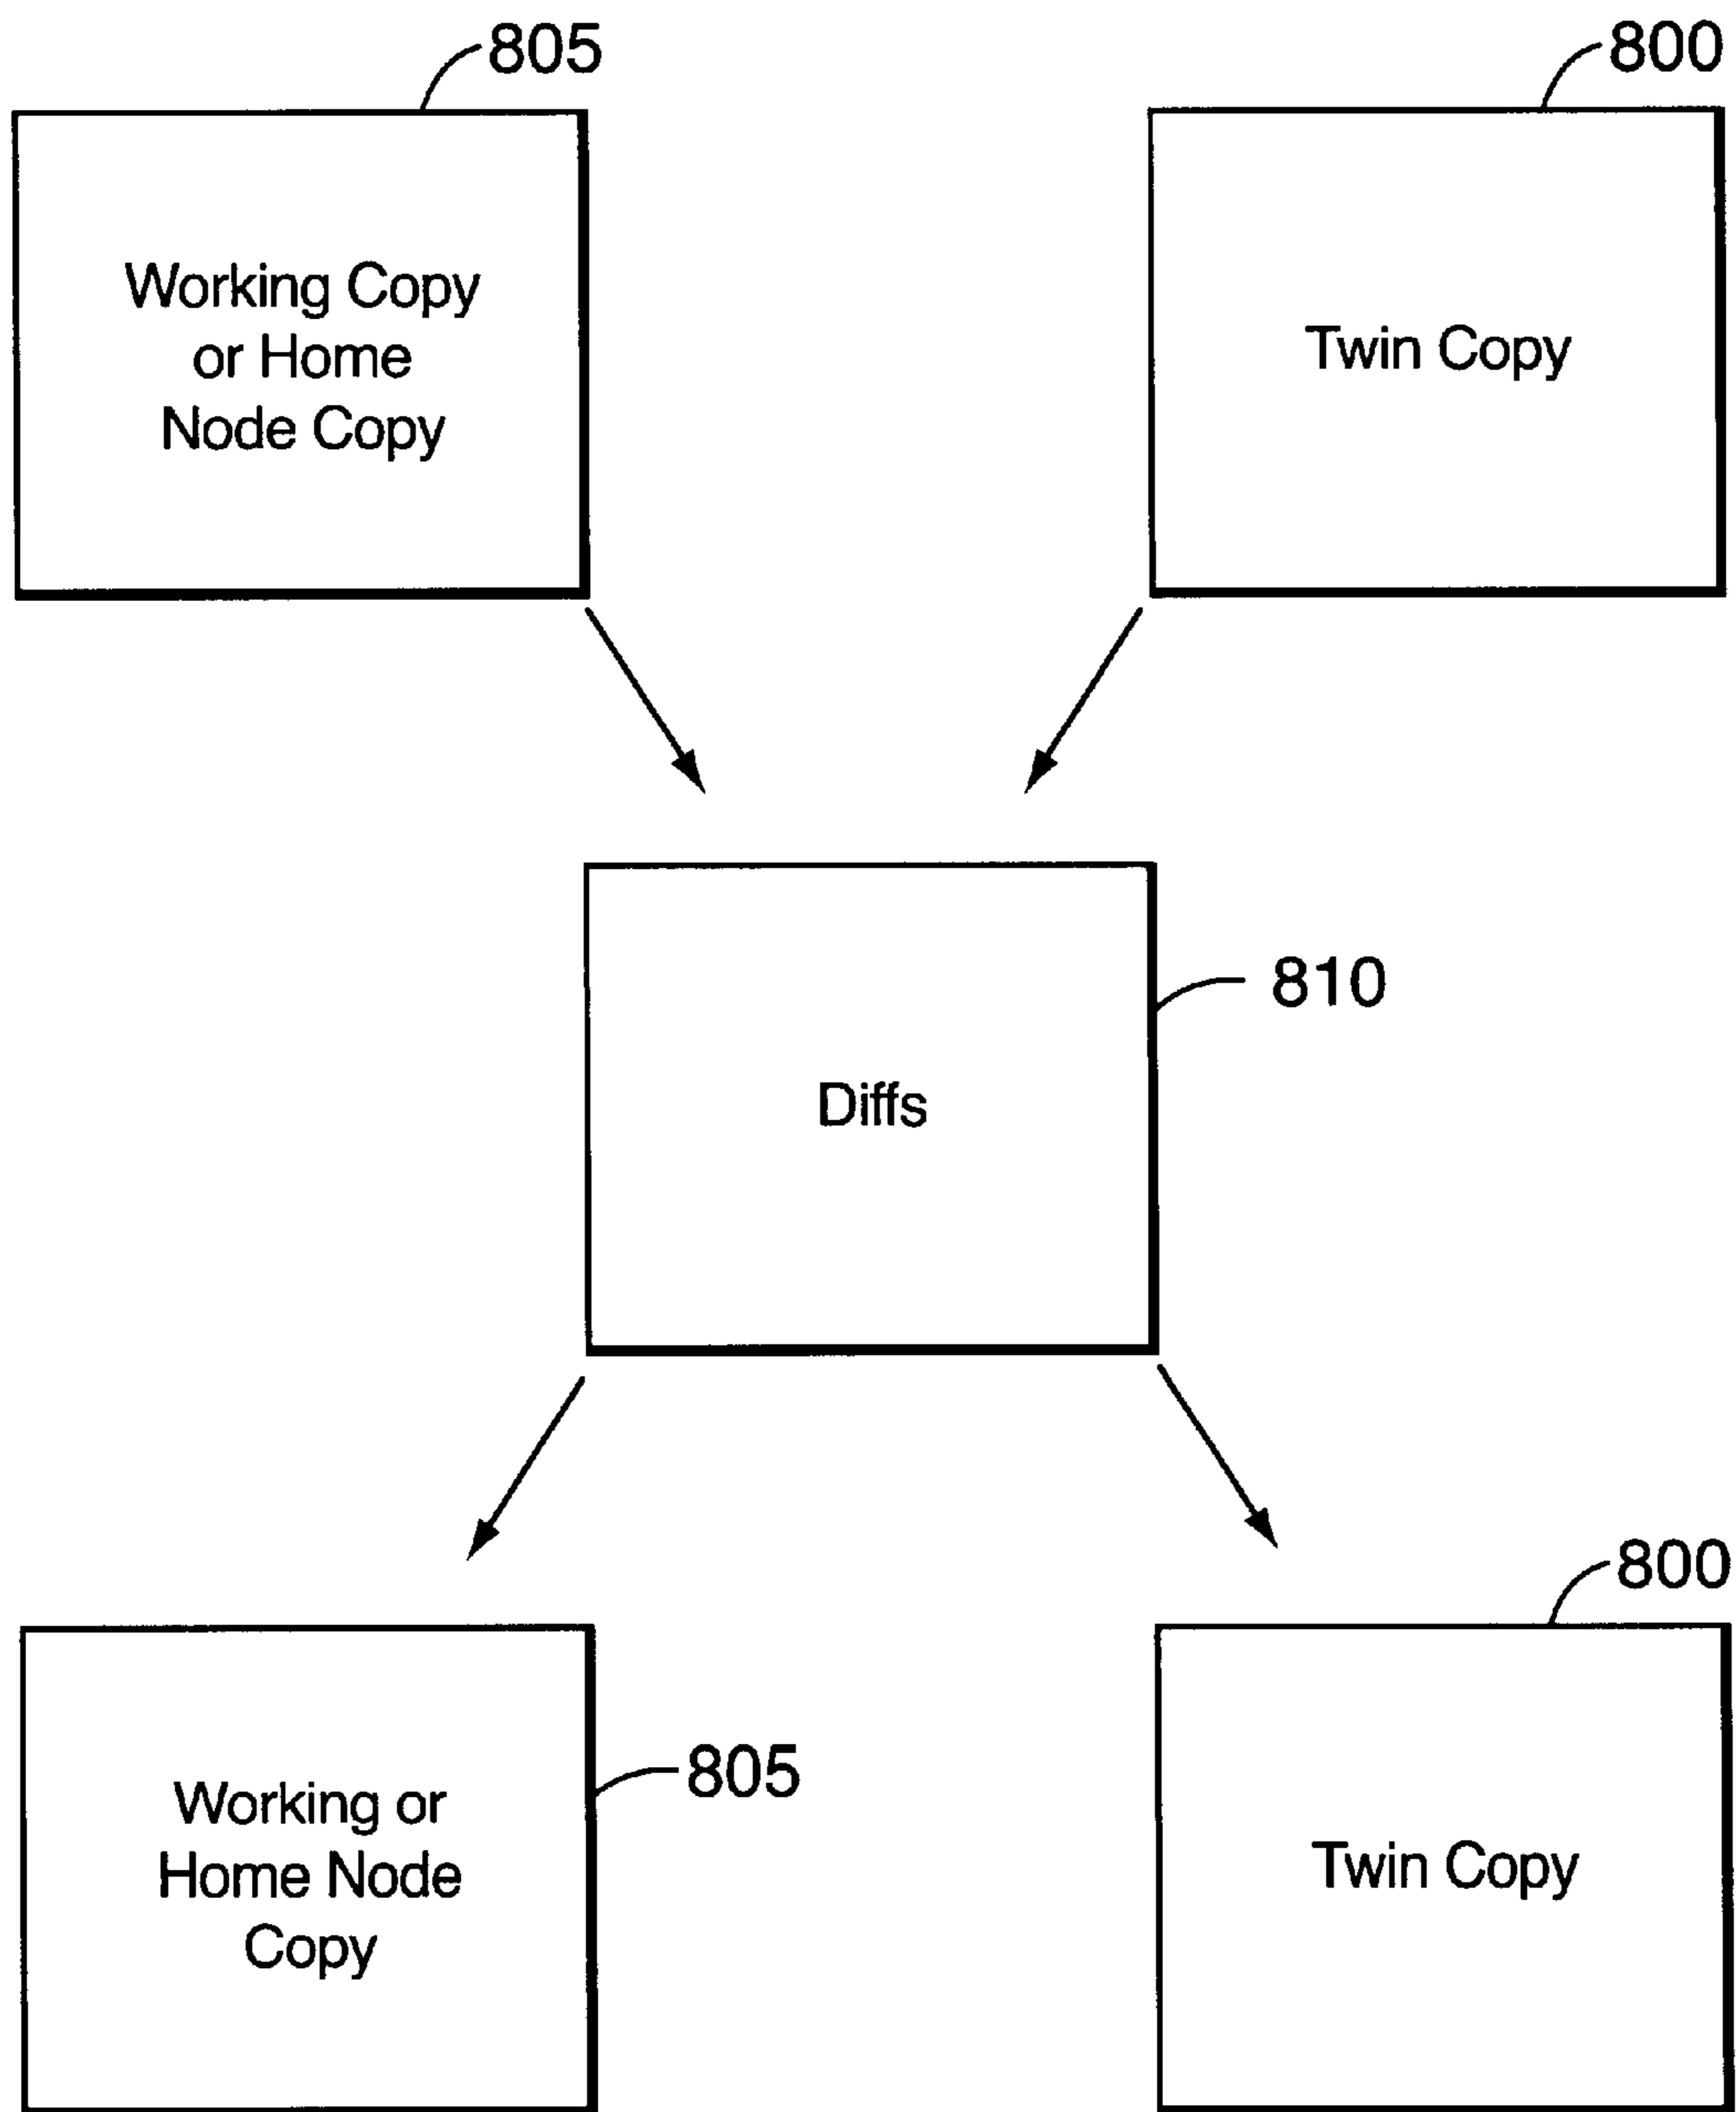 805
800
Working Copy
or Home
Node Copy
Twin Copy
810
Diffs
800
805
Working or
Home Node
Copy
Twin Copy